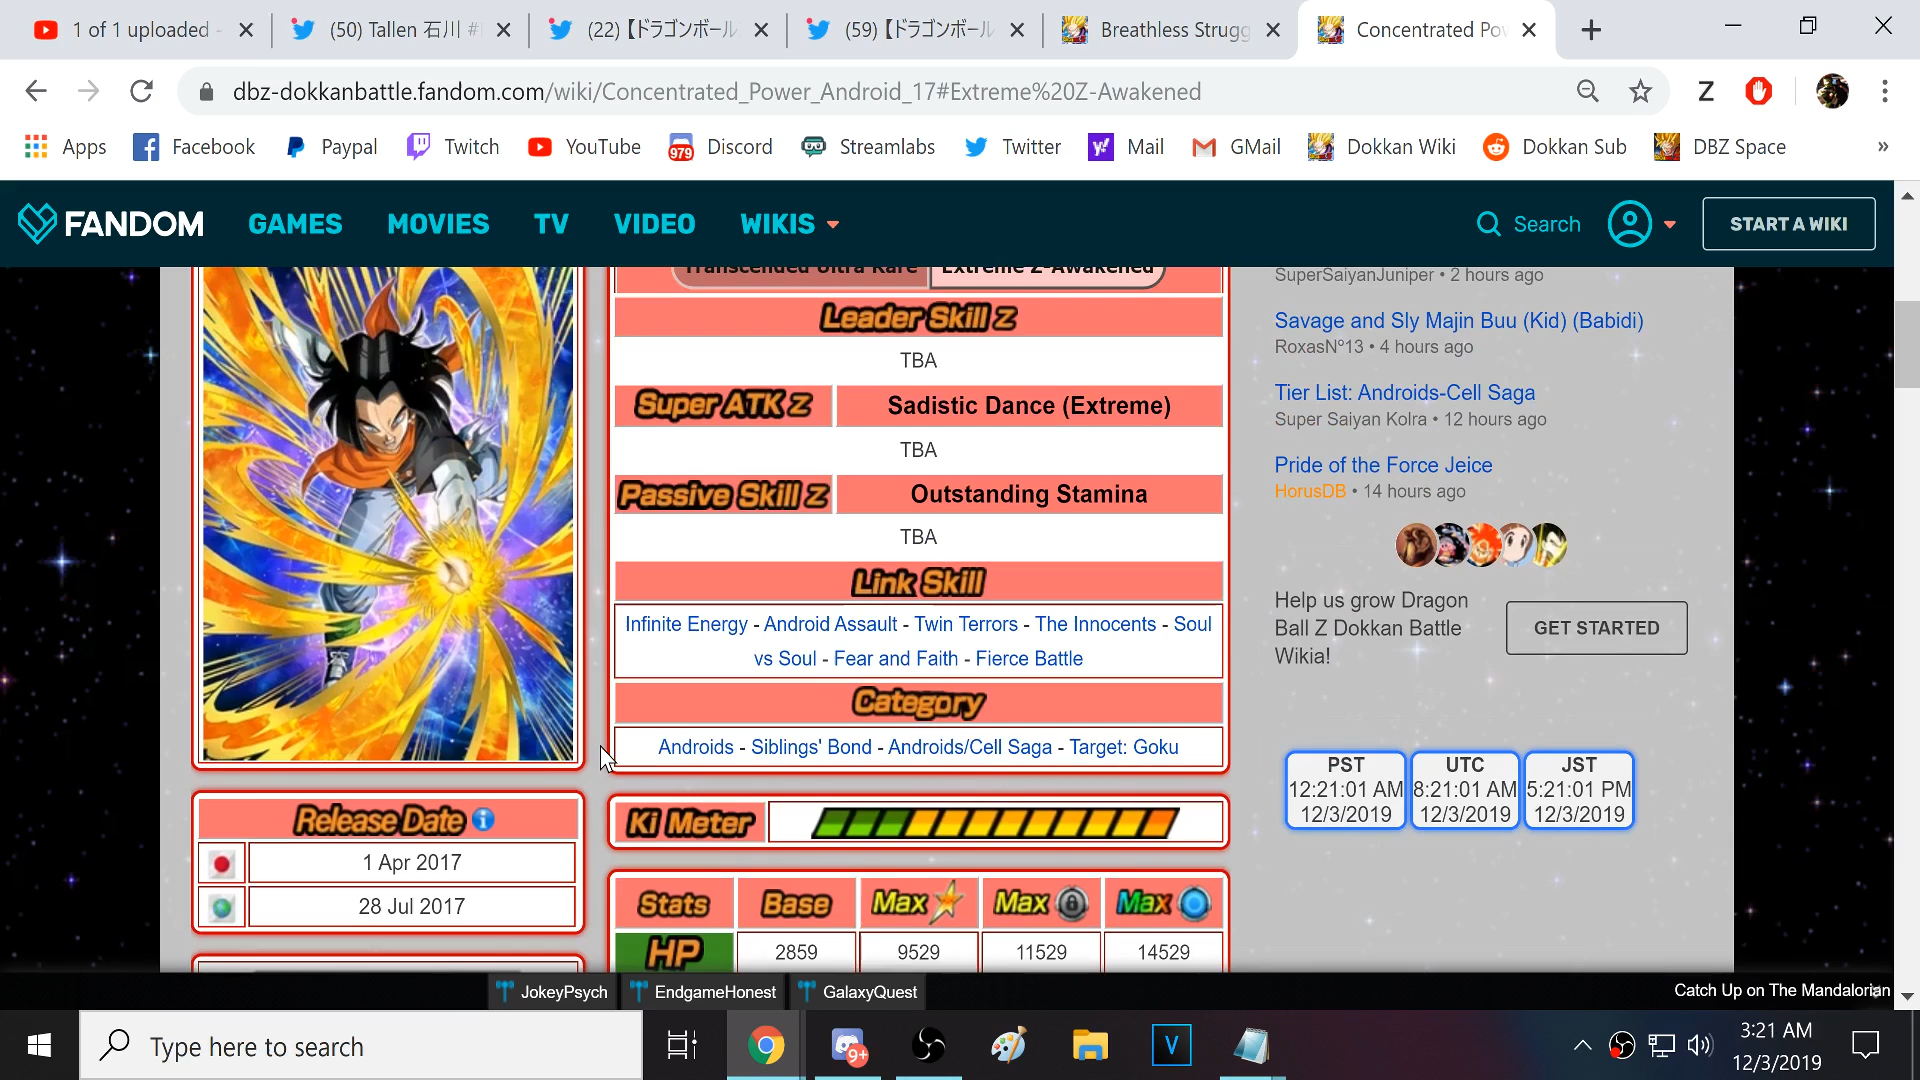 1 of 1 uploaded
(50) Tallen 石川 #
(22) 【ドラゴンボール
(59) 【ドラゴンボール
Breathless Strugg
Concentrated Pow
dbz-dokkanbattle.fandom.com/wiki/Concentrated_Power_Android_17#Extreme%20Z-Awakened
Z
Apps Facebook Paypal Twitch YouTube 979 Discord Streamlabs Twitter Mail GMail Dokkan Wiki Dokkan Sub DBZ Space »
FANDOM GAMES MOVIES TV VIDEO WIKIS Search START A WIKI
Transcended Ultra Rare Extreme Z-Awakened
Leader Skill Z
TBA
Super ATK Z Sadistic Dance (Extreme)
TBA
Passive Skill Z Outstanding Stamina
TBA
Link Skill
Infinite Energy - Android Assault - Twin Terrors - The Innocents - Soul
vs Soul - Fear and Faith - Fierce Battle
Category
Androids - Siblings' Bond - Androids/Cell Saga - Target: Goku
Release Date
1 Apr 2017
28 Jul 2017
Ki Meter
Stats Base Max Max Max
HP 2859 9529 11529 14529
SuperSaiyanJuniper • 2 hours ago
Savage and Sly Majin Buu (Kid) (Babidi)
RoxasNº13 • 4 hours ago
Tier List: Androids-Cell Saga
Super Saiyan Kolra • 12 hours ago
Pride of the Force Jeice
HorusDB • 14 hours ago
Help us grow Dragon
Ball Z Dokkan Battle
Wikia!
GET STARTED
PST UTC JST
12:21:01 AM 8:21:01 AM 5:21:01 PM
12/3/2019 12/3/2019 12/3/2019
JokeyPsych EndgameHonest GalaxyQuest Catch Up on The Mandalorian
Type here to search
9+
V
3:21 AM
12/3/2019